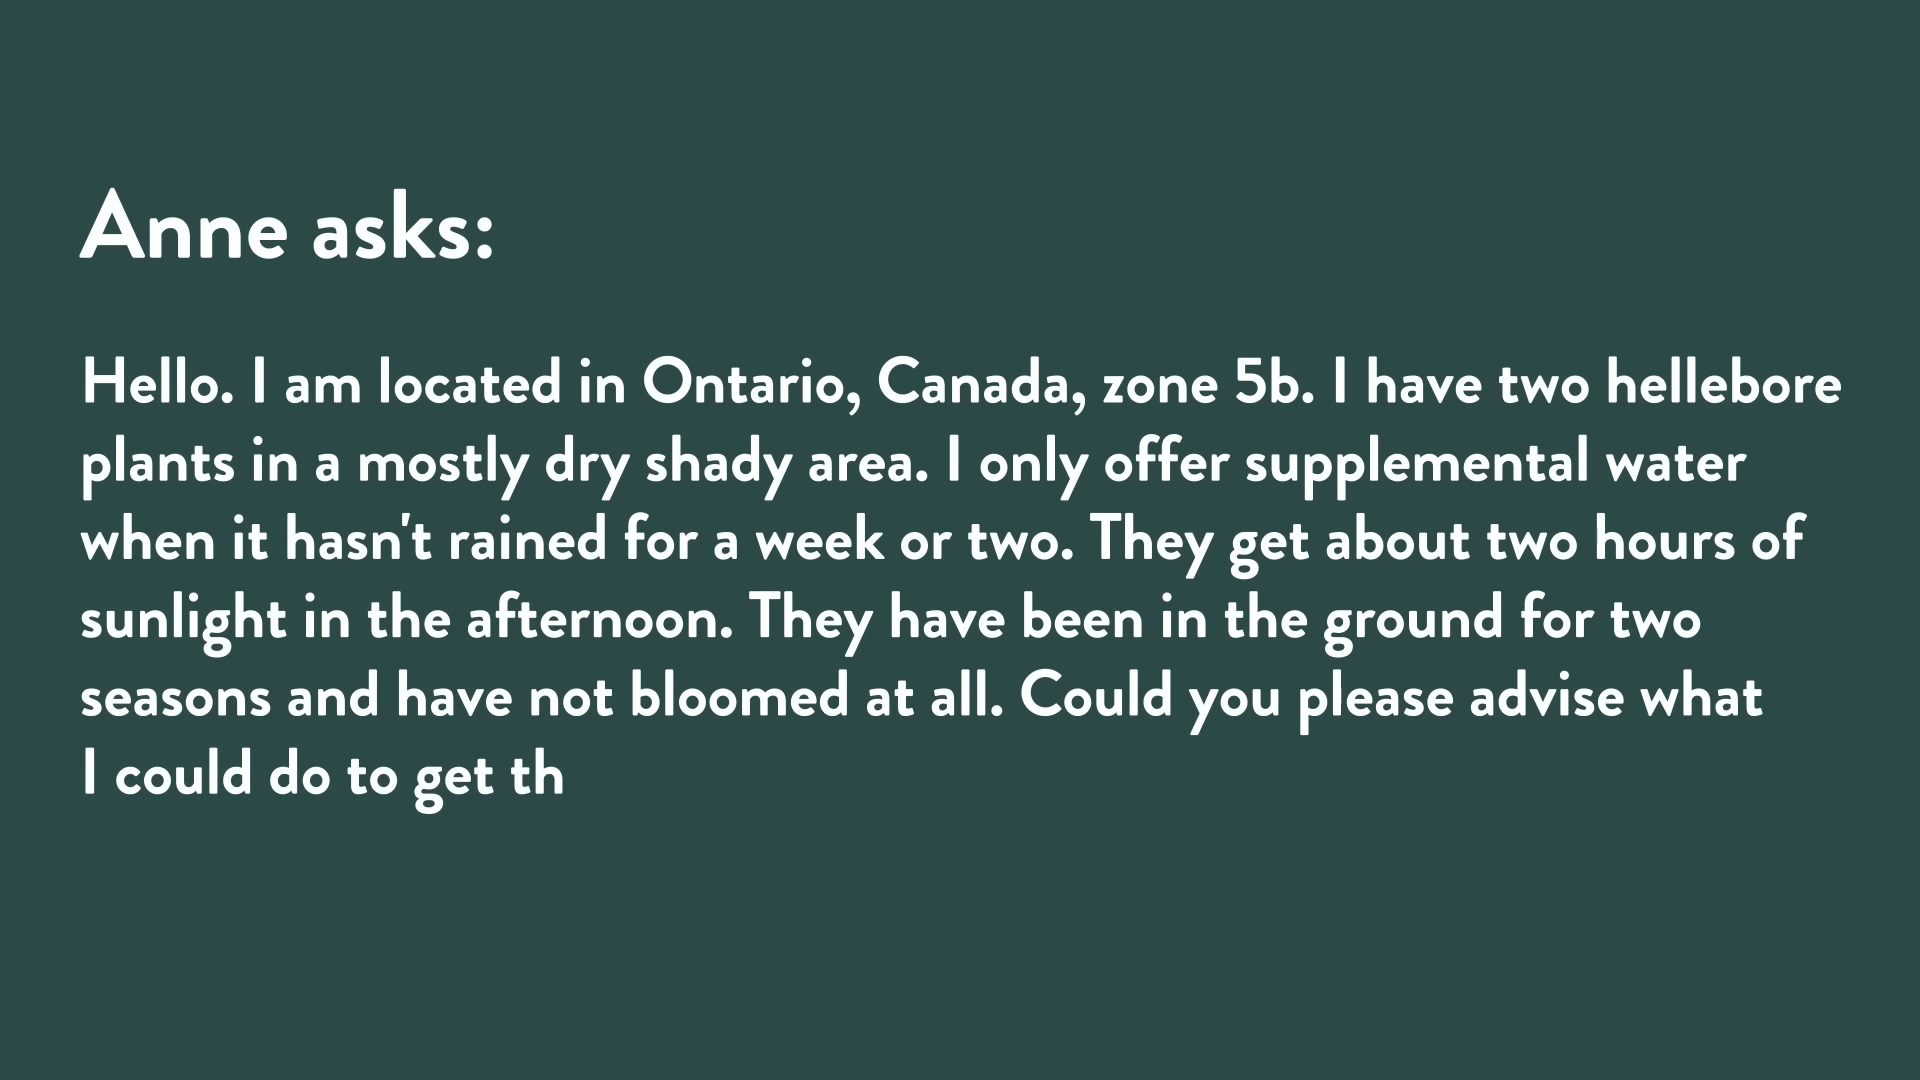 Anne asks:
Hello. I am located in Ontario, Canada, zone 5b. I have two hellebore
plants in a mostly dry shady area. I only offer supplemental water
when it hasn't rained for a week or two. They get about two hours of
sunlight in the afternoon. They have been in the ground for two
seasons and have not bloomed at all. Could you please advise what
I could do to get th